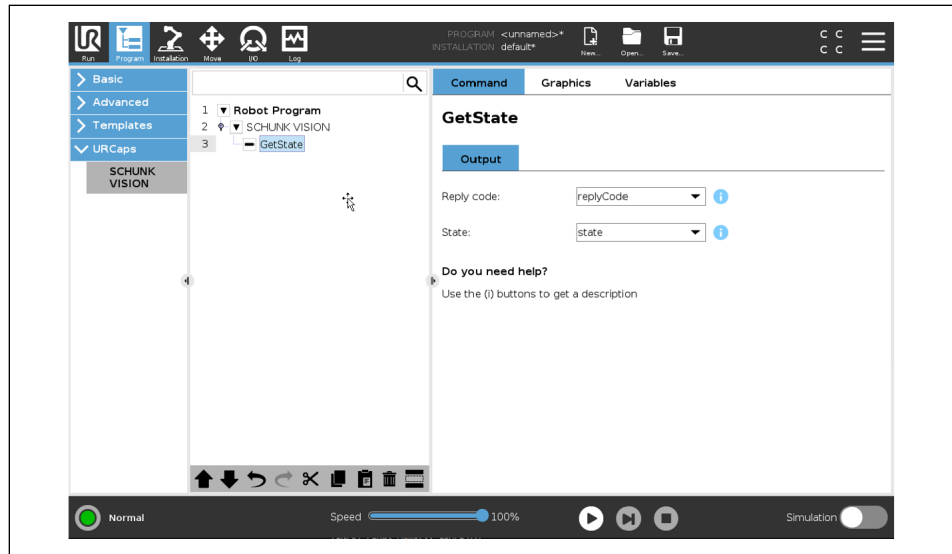 UR
PROGRAM <unnamed>*
INSTALLATION default*
C C
C C
Run Program Installation Move I/O Log New... Open... Save...
Basic
Advanced
Templates
URCaps
SCHUNK
VISION
1 Robot Program
2 SCHUNK VISION
3 GetState
Command Graphics Variables
GetState
Output
Reply code: replyCode i
State: state i
Do you need help?
Use the (i) buttons to get a description
Normal Speed 100% Simulation